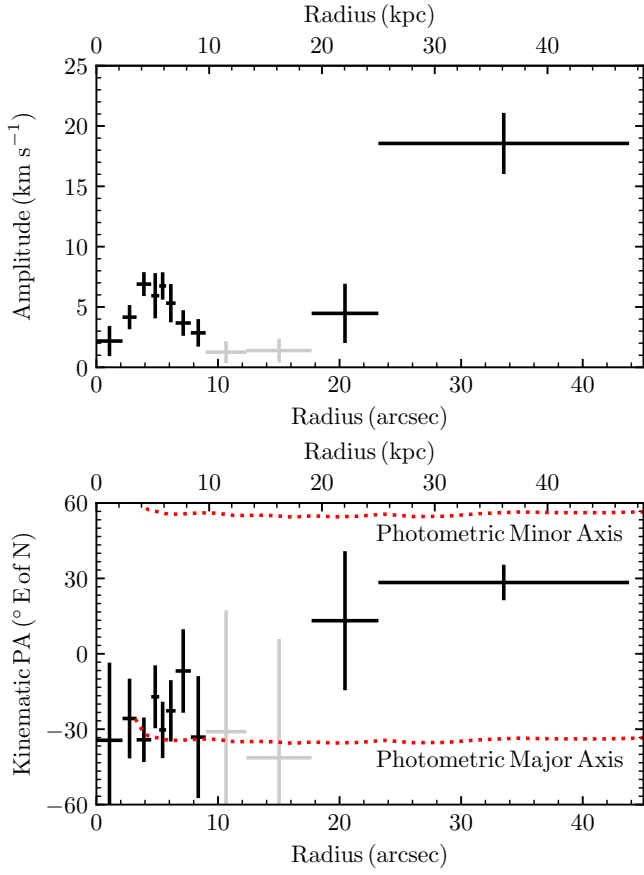 Radius (kpc)
0 10 20 30 40
25
20
15
10
5
0
Amplitude (km s⁻¹)
0 10 20 30 40
Radius (arcsec)
Radius (kpc)
0 10 20 30 40
60
30
0
−30
−60
Kinematic PA (° E of N)
Photometric Minor Axis
Photometric Major Axis
0 10 20 30 40
Radius (arcsec)